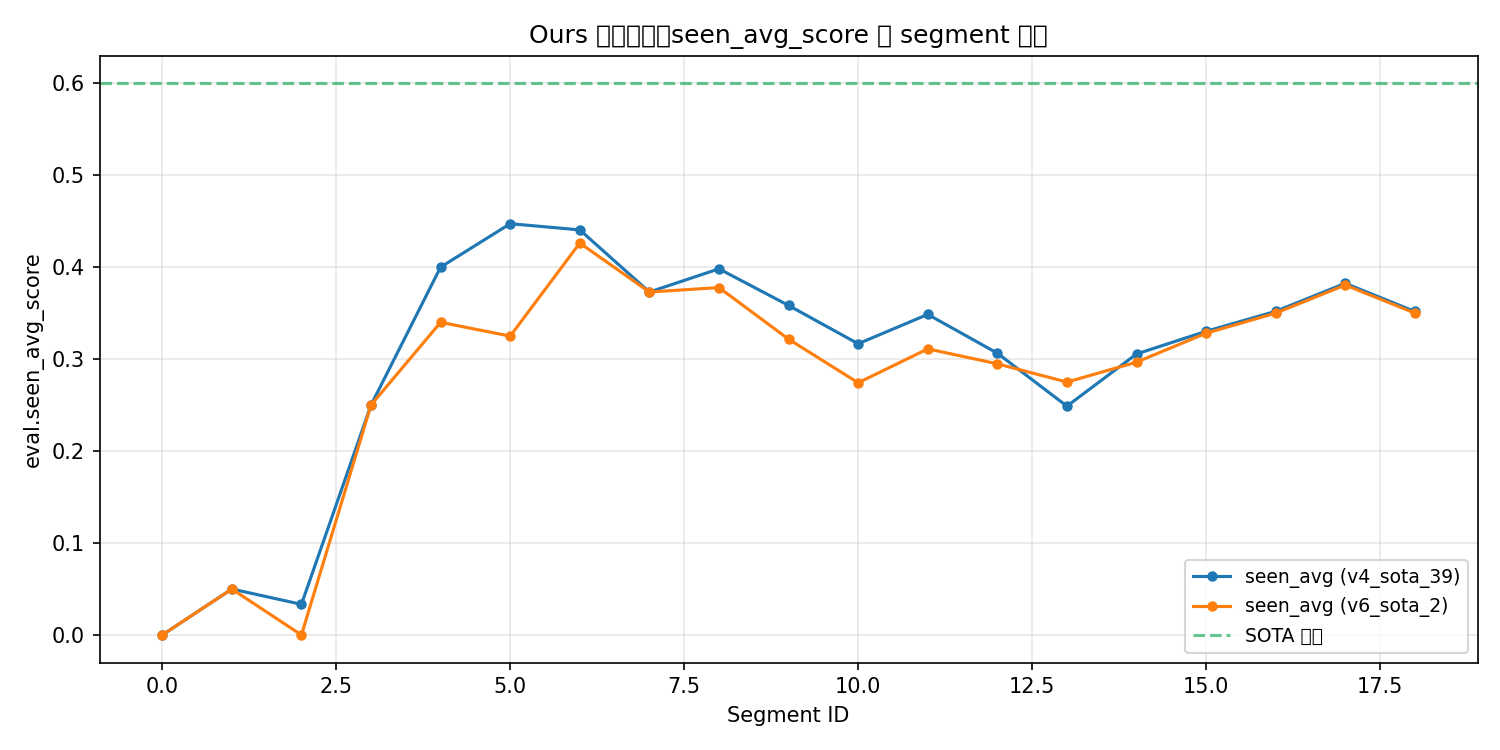 Ours seen_avg_score segment
0.6
0.5
0.4
0.3
0.2
0.1
0.0
eval.seen_avg_score
seen_avg (v4_sota_39)
seen_avg (v6_sota_2)
SOTA
0.0 2.5 5.0 7.5 10.0 12.5 15.0 17.5
Segment ID